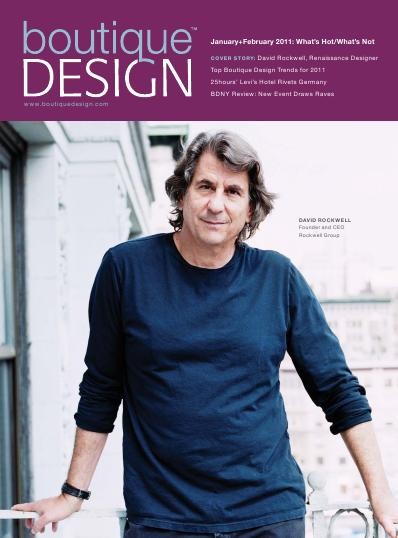 boutique™
DESIGN
www.boutiquedesign.com
January+February 2011: What's Hot/What's Not
COVER STORY: David Rockwell, Renaissance Designer
Top Boutique Design Trends for 2011
25hours' Levi's Hotel Rivets Germany
BDNY Review: New Event Draws Raves
DAVID ROCKWELL
Founder and CEO
Rockwell Group